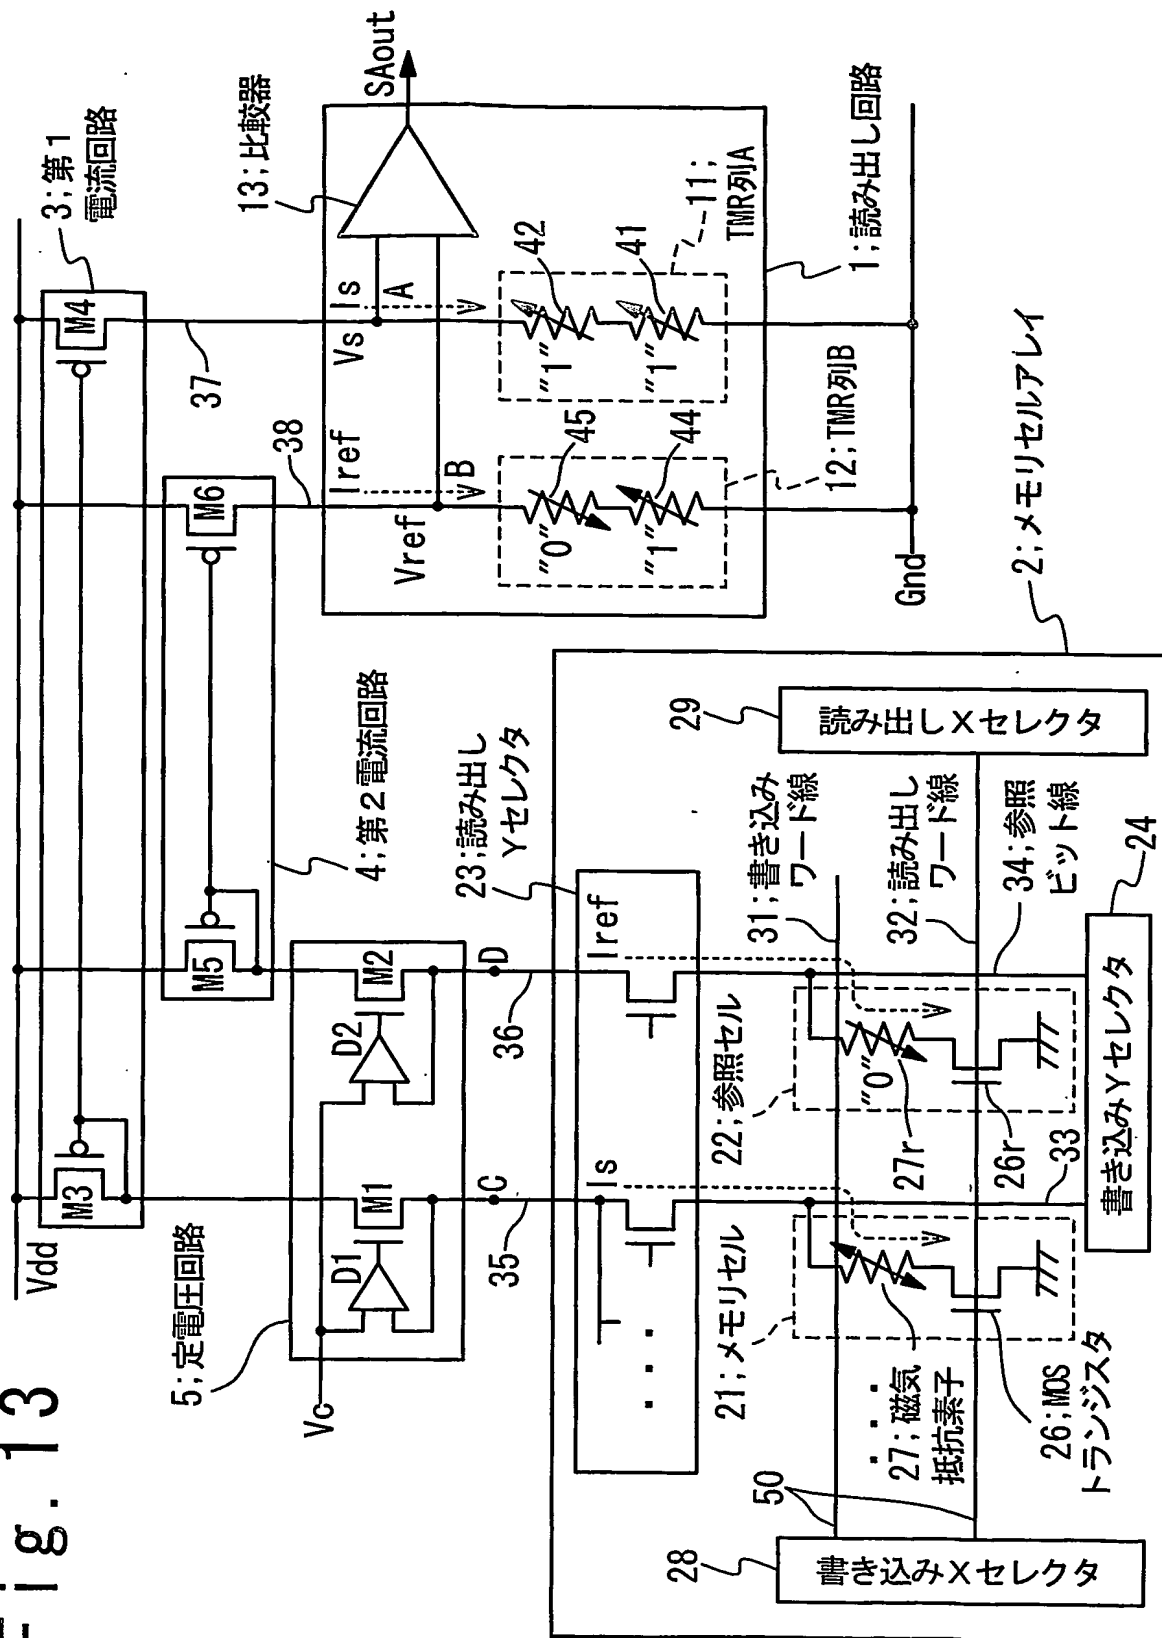 Fig. 13
Vdd
M3
M4
3;第1
電流回路
M5
M6
4;第2電流回路
37
38
5;定電圧回路
Vc
D1
M1
D2
M2
C
D
35
36
13;比較器
SAout
Iref
Is
Vref
Vs
A
B
45
42
"0"
"1"
44
41
"1"
"1"
11;
TMR列A
12;TMR列B
1;読み出し回路
Gnd
2;メモリセルアレイ
23;読み出し
Yセレクタ
Is
Iref
・・・
21;メモリセル
22;参照セル
31;書き込み
ワード線
29
読み出しXセレクタ
・・・
27;磁気
抵抗素子
"0"
27r
32;読み出し
ワード線
50
26;MOS
トランジスタ
26r
33
34;参照
ビット線
28
書き込みXセレクタ
書き込みYセレクタ
24